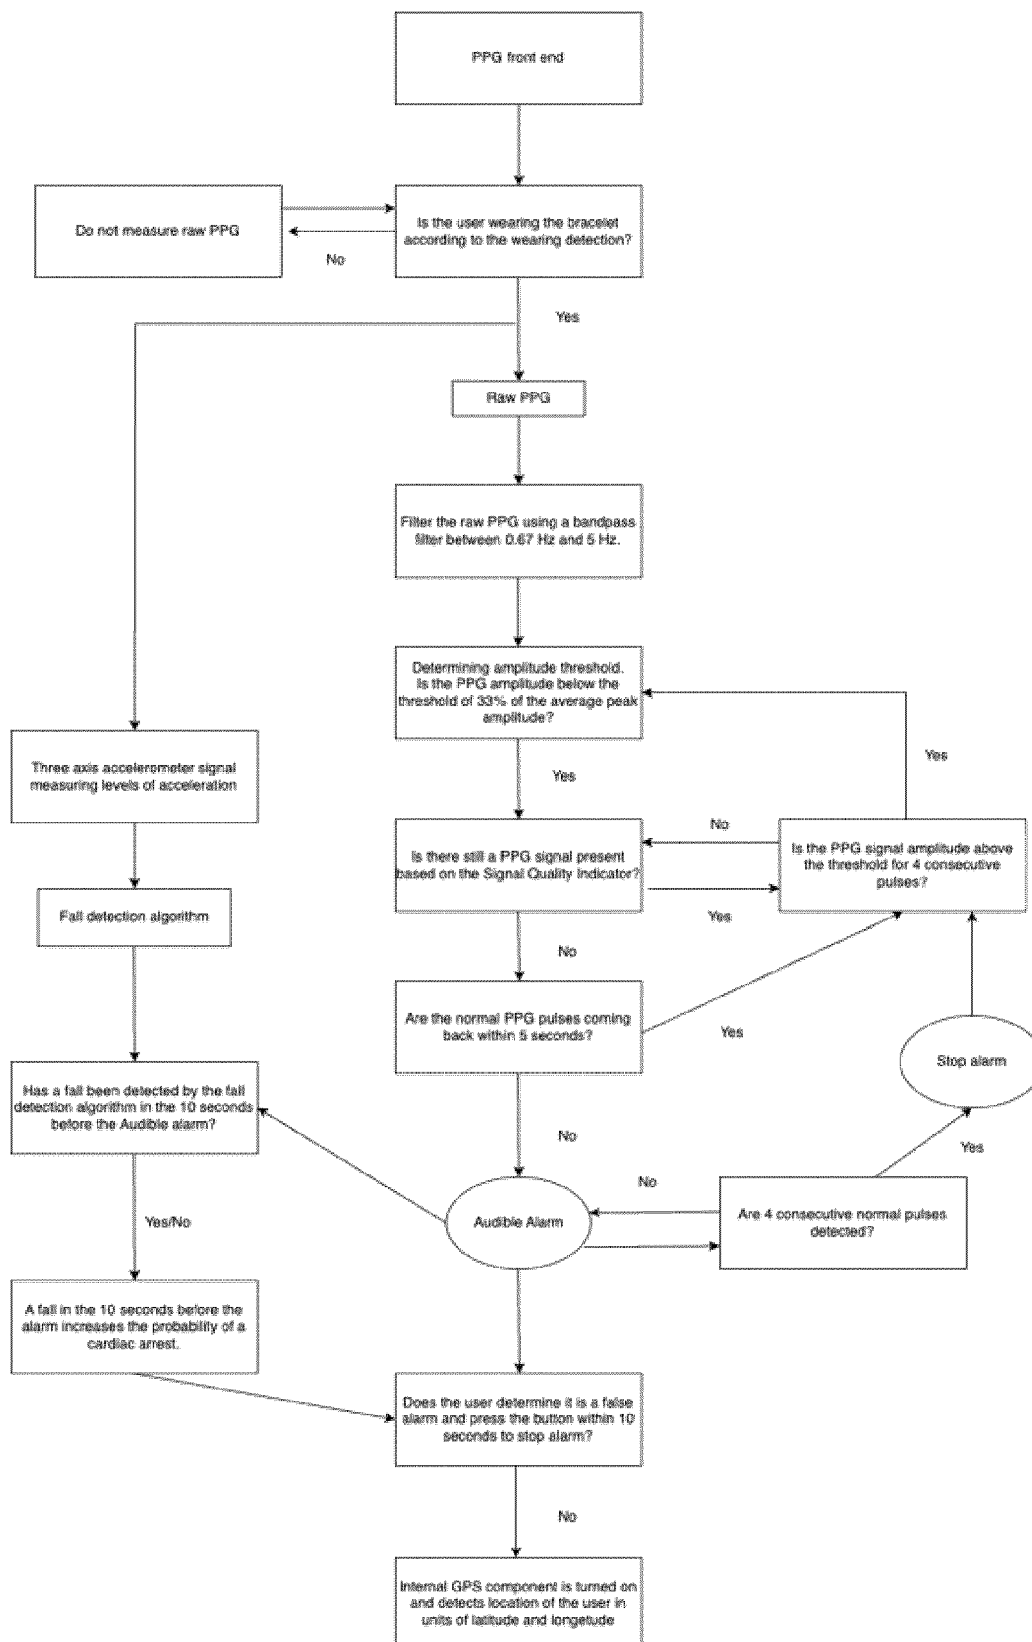 PPG front end
Do not measure raw PPG
Is the user wearing the bracelet
according to the wearing detection?
No
Yes
Raw PPG
Filter the raw PPG using a bandpass
filter between 0.67 Hz and 5 Hz.
Determining amplitude threshold.
Is the PPG amplitude below the
threshold of 33% of the average peak
amplitude?
Yes
Yes
Three axis accelerometer signal
measuring levels of acceleration
No
Is there still a PPG signal present
based on the Signal Quality Indicator?
Is the PPG signal amplitude above
the threshold for 4 consecutive
pulses?
Yes
Fall detection algorithm
No
Are the normal PPG pulses coming
back within 5 seconds?
Yes
Stop alarm
Has a fall been detected by the fall
detection algorithm in the 10 seconds
before the Audible alarm?
No
Yes
No
Yes/No
Audible Alarm
Are 4 consecutive normal pulses
detected?
A fall in the 10 seconds before the
alarm increases the probability of a
cardiac arrest.
Does the user determine it is a false
alarm and press the button within 10
seconds to stop alarm?
No
Internal GPS component is turned on
and detects location of the user in
units of latitude and longetude